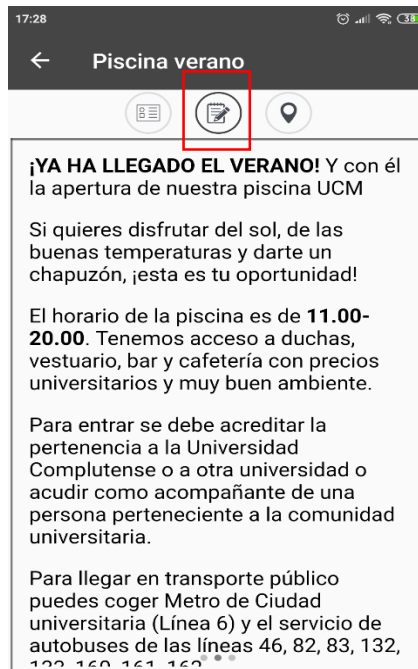 17:28
38
Piscina verano
¡YA HA LLEGADO EL VERANO! Y con él
la apertura de nuestra piscina UCM
Si quieres disfrutar del sol, de las
buenas temperaturas y darte un
chapuzón, ¡esta es tu oportunidad!
El horario de la piscina es de 11.00-
20.00. Tenemos acceso a duchas,
vestuario, bar y cafetería con precios
universitarios y muy buen ambiente.
Para entrar se debe acreditar la
pertenencia a la Universidad
Complutense o a otra universidad o
acudir como acompañante de una
persona perteneciente a la comunidad
universitaria.
Para llegar en transporte público
puedes coger Metro de Ciudad
universitaria (Línea 6) y el servicio de
autobuses de las líneas 46, 82, 83, 132,
133, 160, 161, 162